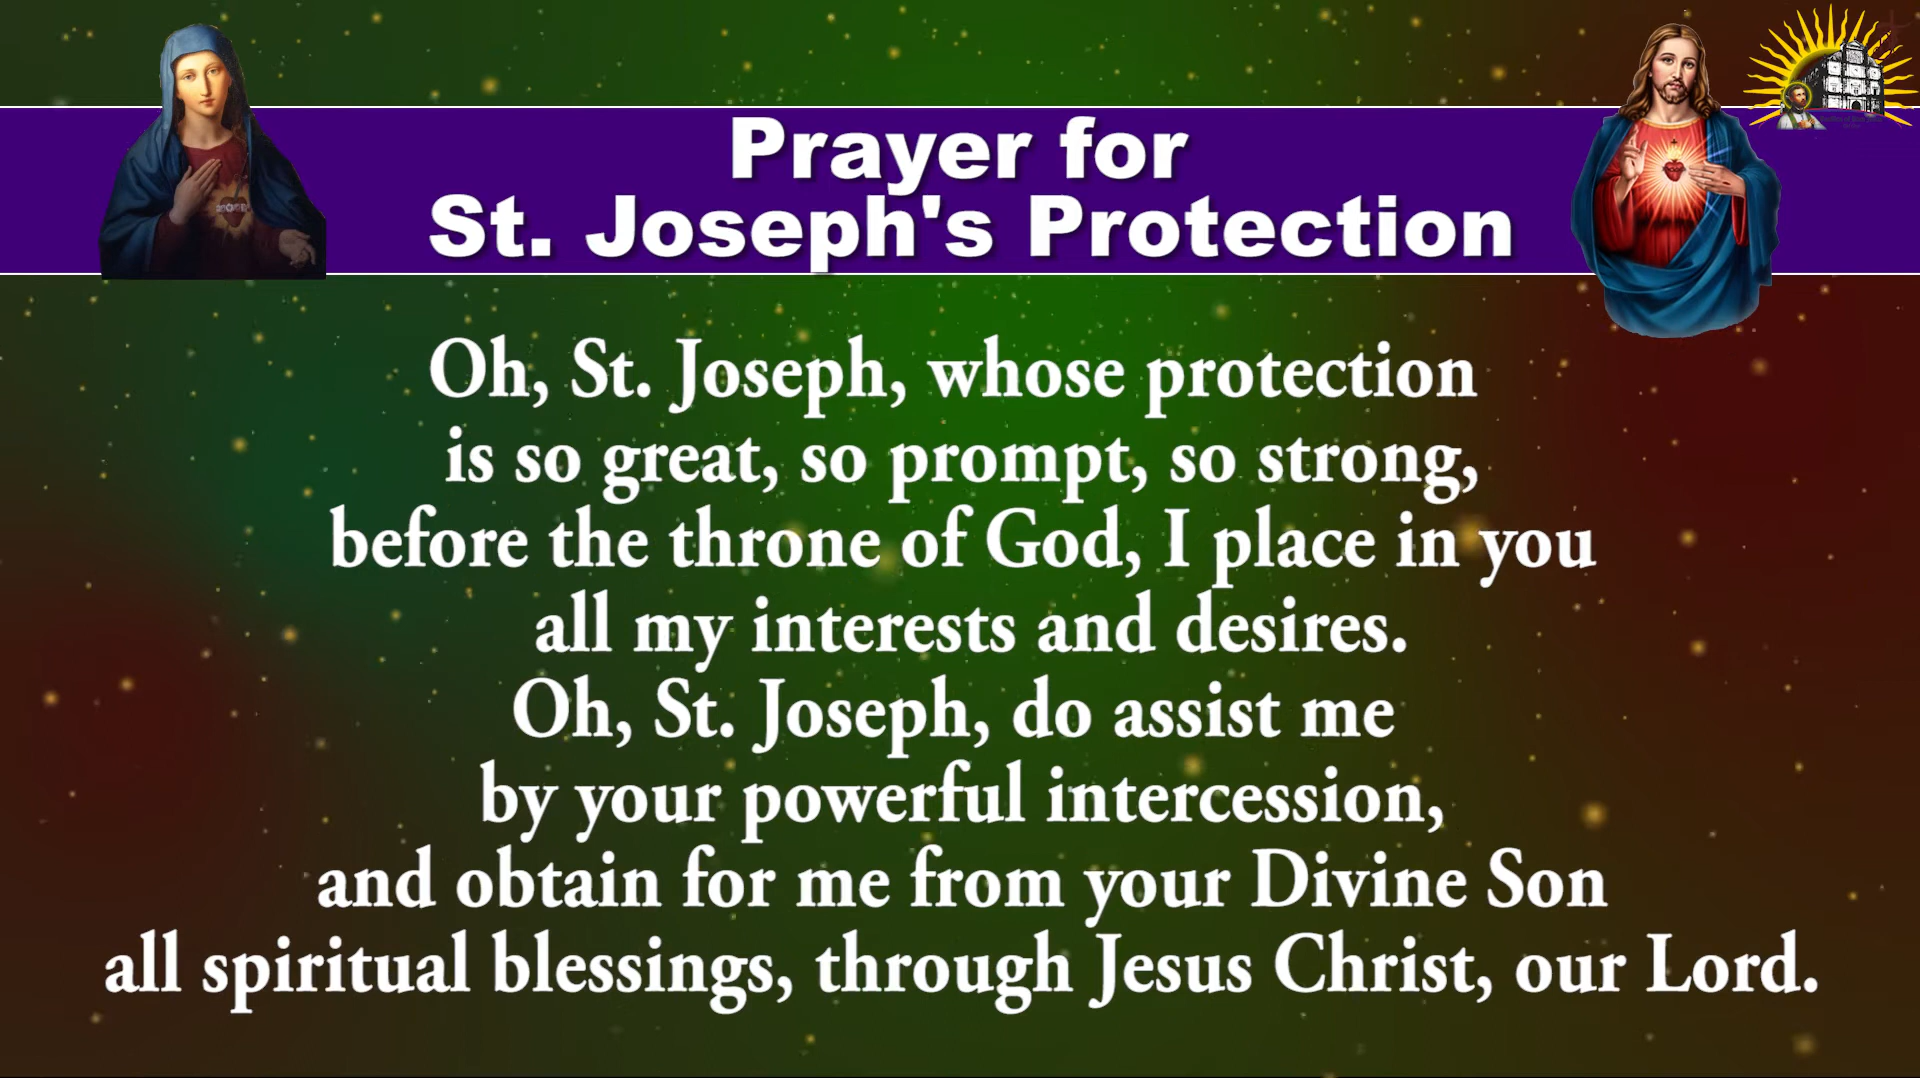 Prayer for
St. Joseph's Protection
Oh, St. Joseph, whose protection
is so great, so prompt, so strong,
before the throne of God, I place in you
all my interests and desires.
Oh, St. Joseph, do assist me
by your powerful intercession,
and obtain for me from your Divine Son
all spiritual blessings, through Jesus Christ, our Lord.